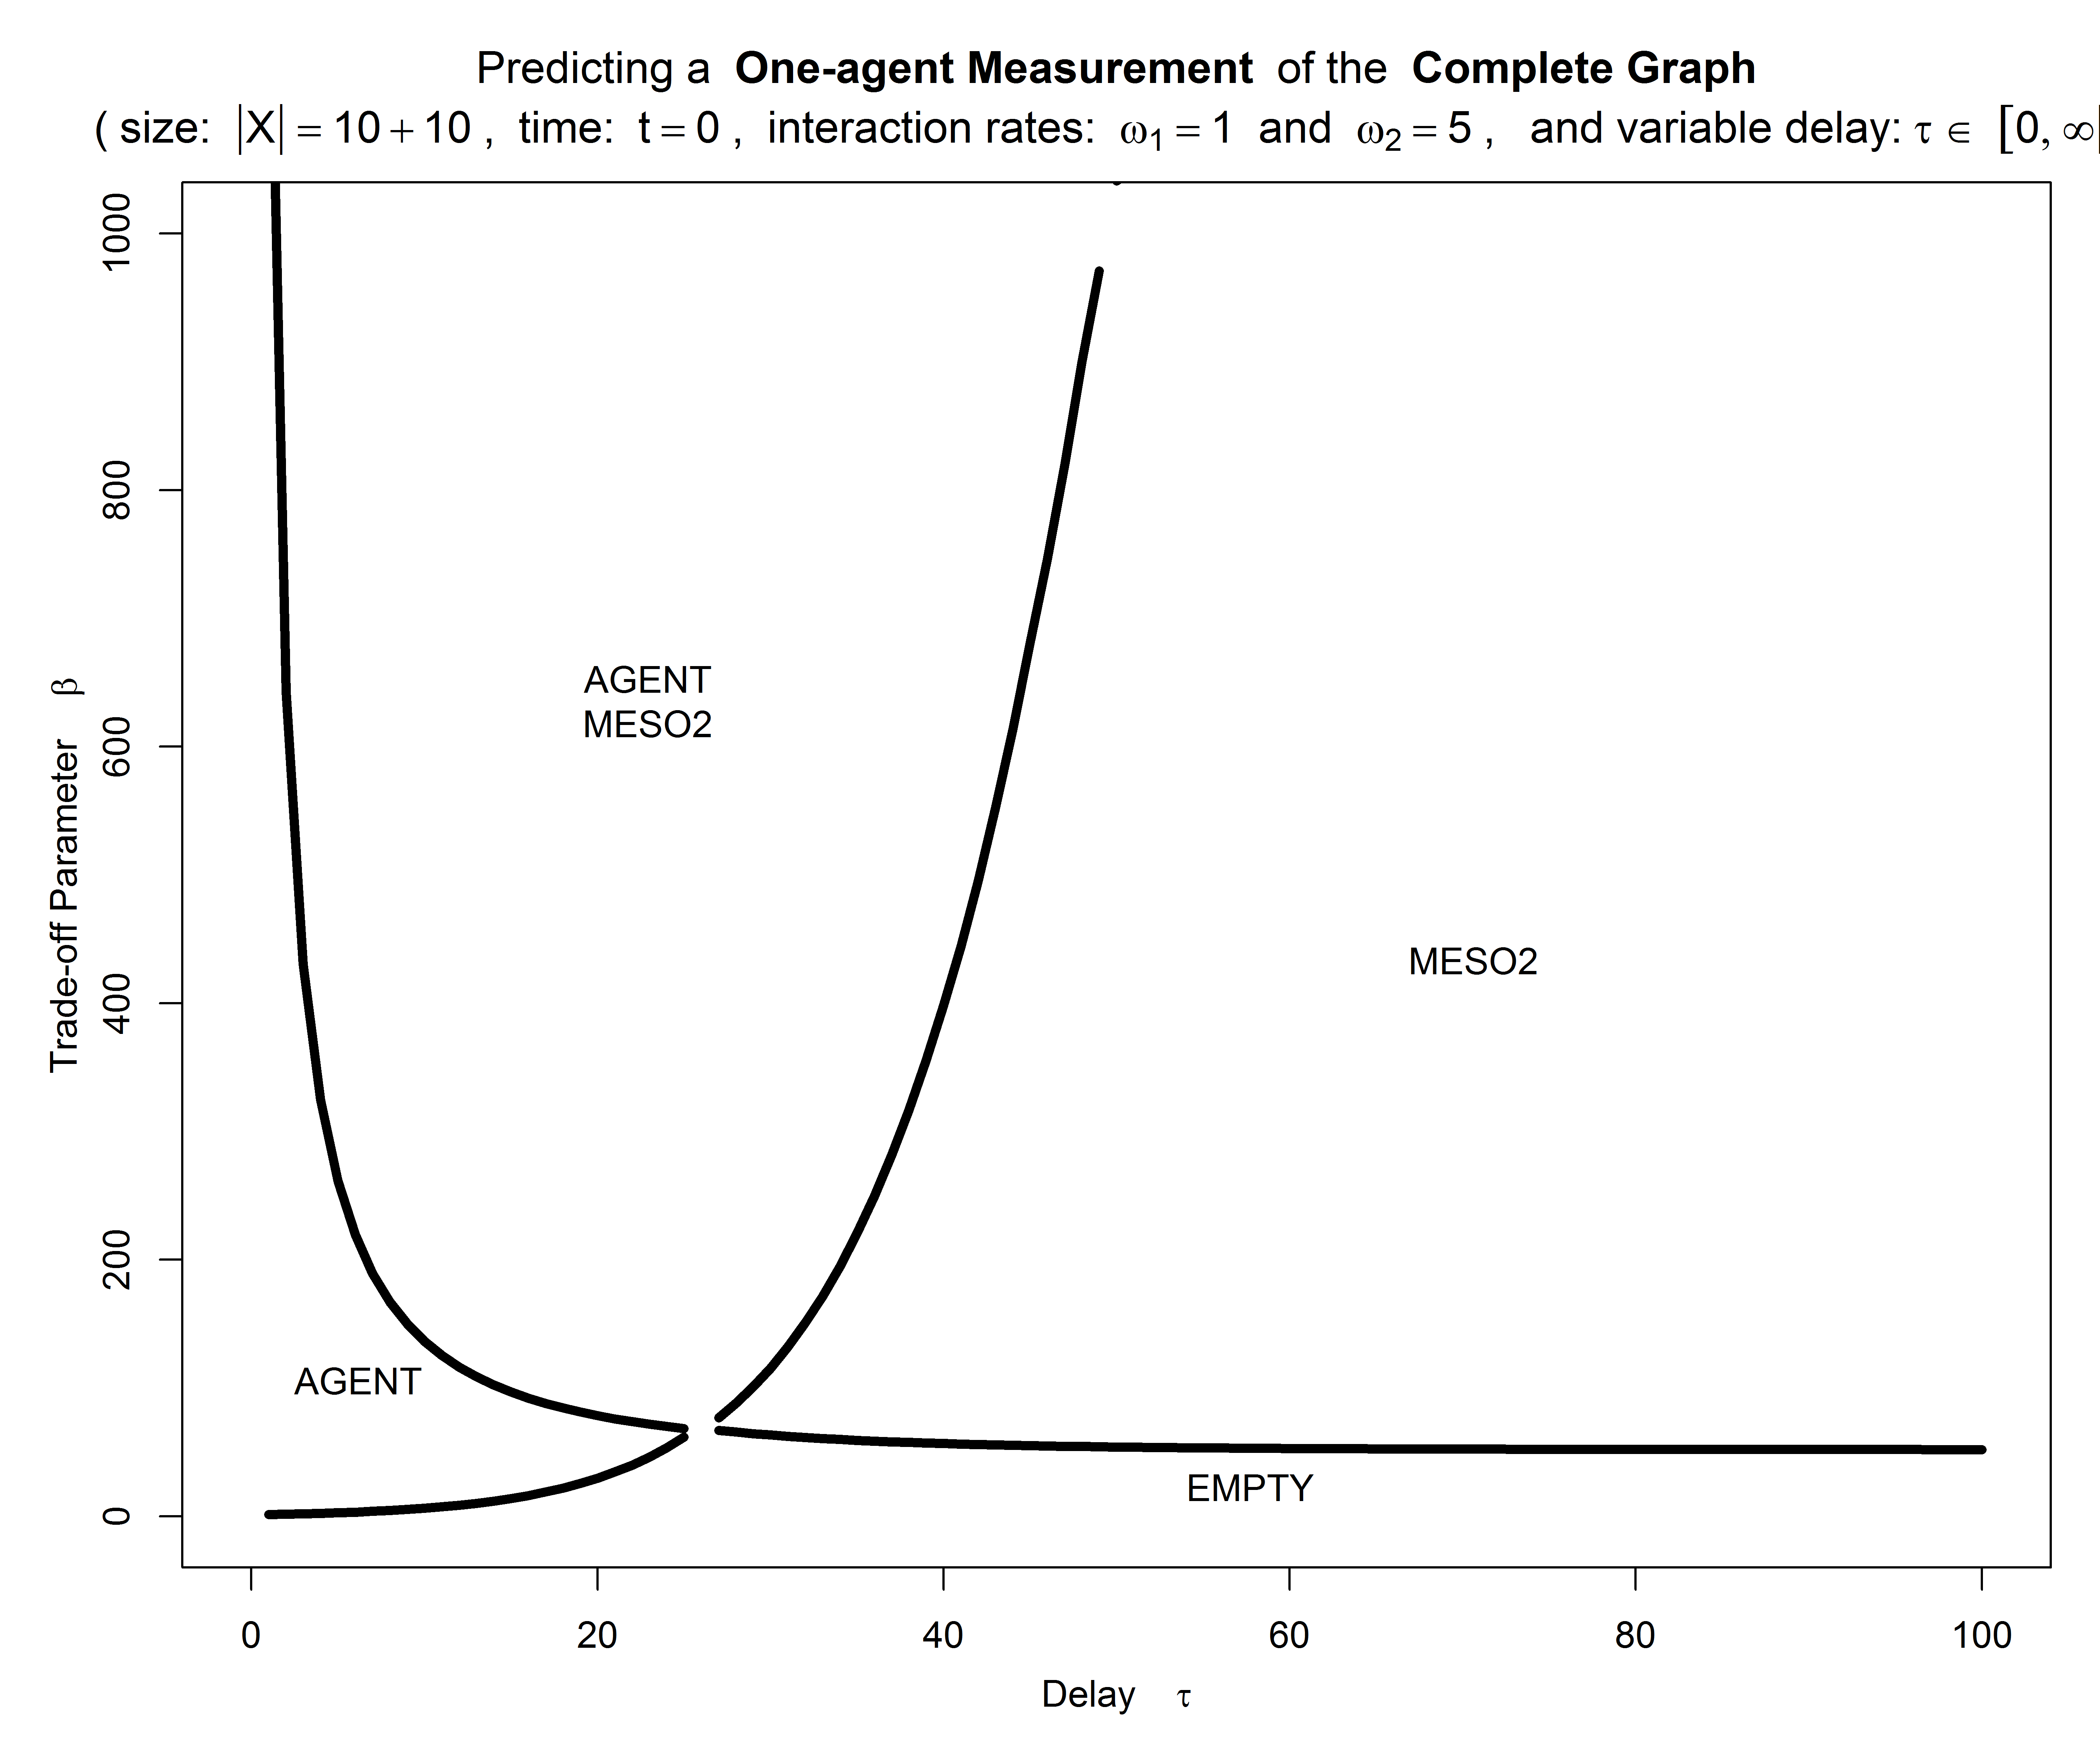 Predicting a One-agent Measurement of the Complete Graph
( size: |X| = 10 + 10 , time: t = 0 , interaction rates: ω1 = 1 and ω2 = 5 , and variable delay: τ ∈ [0, ∞[
Trade-off Parameter β
1000
800
600
400
200
0
AGENT
MESO2
MESO2
AGENT
EMPTY
0 20 40 60 80 100
Delay τ